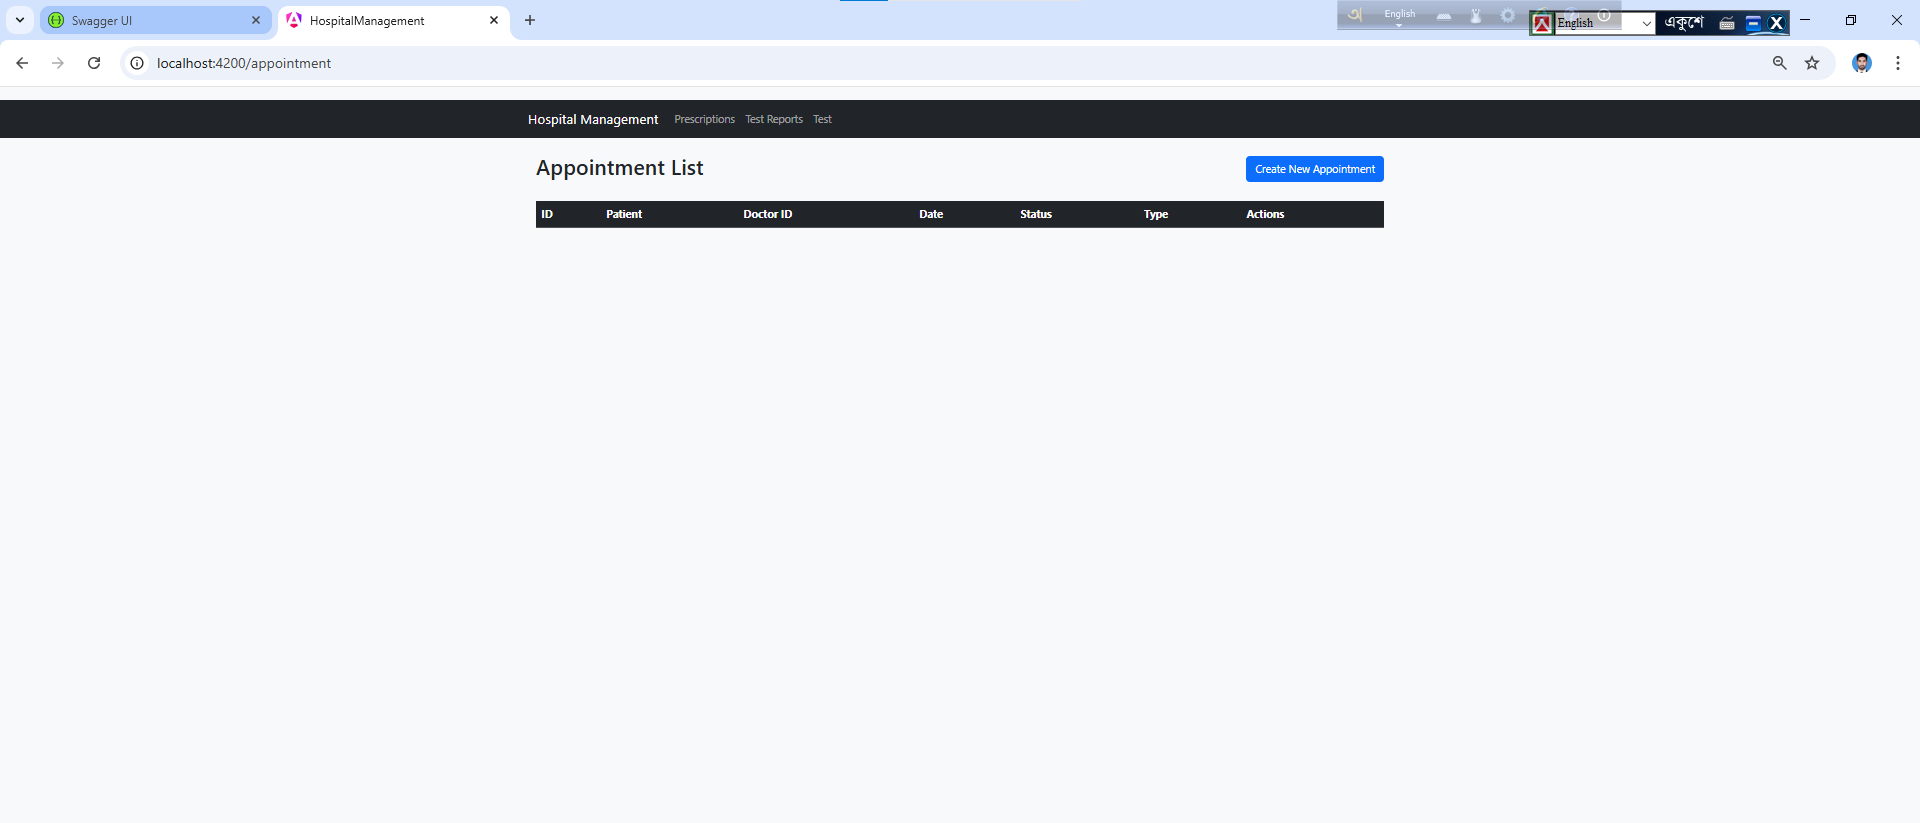 Swagger UI
HospitalManagement
English
English
একুশে
localhost:4200/appointment
Hospital Management Prescriptions Test Reports Test
Appointment List
Create New Appointment
ID Patient Doctor ID Date Status Type Actions